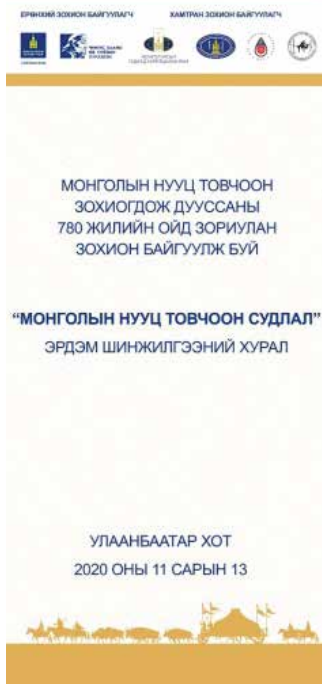 ЕРӨНХИЙ ЗОХИОН БАЙГУУЛАГЧ
ХАМТРАН ЗОХИОН БАЙГУУЛАГЧ
МОНГОЛЫН НУУЦ ТОВЧООН
ЗОХИОГДОЖ ДУУССАНЫ
780 ЖИЛИЙН ОЙД ЗОРИУЛАН
ЗОХИОН БАЙГУУЛЖ БУЙ
“МОНГОЛЫН НУУЦ ТОВЧООН СУДЛАЛ”
ЭРДЭМ ШИНЖИЛГЭЭНИЙ ХУРАЛ
УЛААНБААТАР ХОТ
2020 ОНЫ 11 САРЫН 13